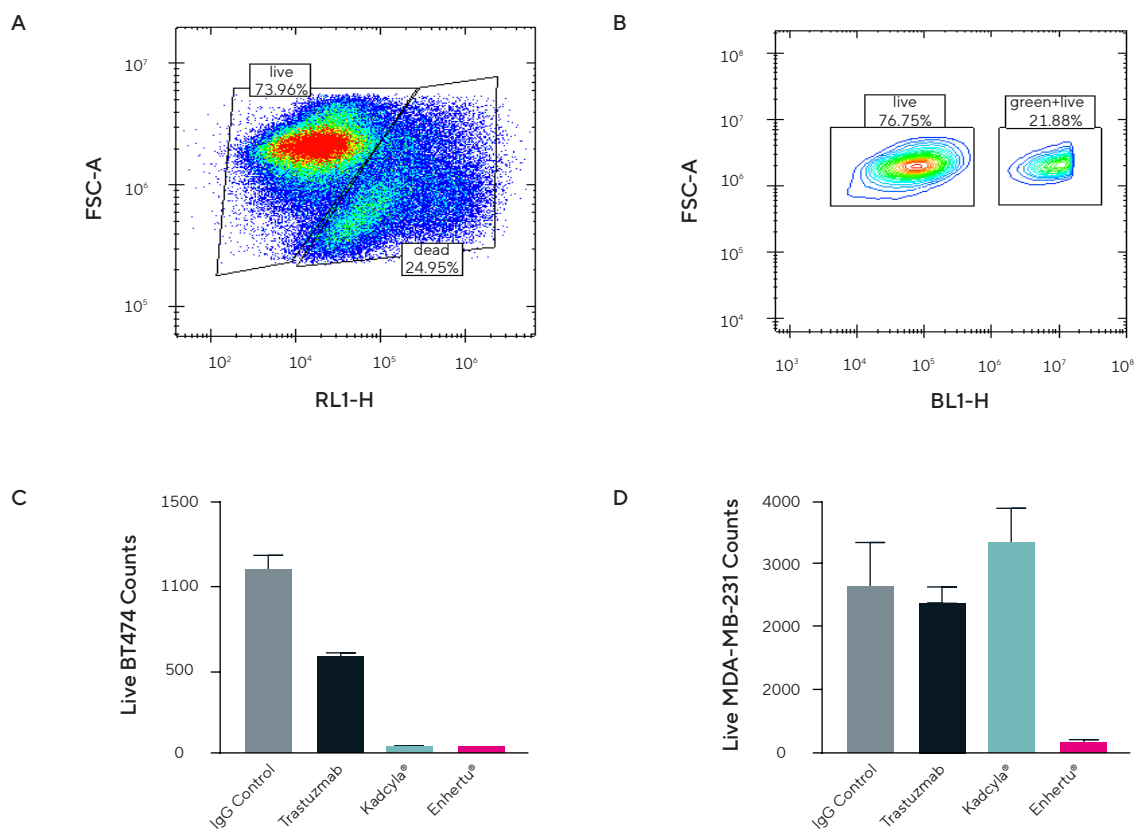 A
10⁷
10⁶
10⁵
FSC-A
live
73.96%
dead
24.95%
10²
10³
10⁴
10⁵
10⁶
RL1-H
B
10⁸
10⁷
10⁶
10⁵
10⁴
FSC-A
live
76.75%
green+live
21.88%
10³
10⁴
10⁵
10⁶
10⁷
10⁸
BL1-H
C
1500
1100
500
0
Live BT474 Counts
IgG Control
Trastuzmab
Kadcyla®
Enhertu®
D
4000
3000
2000
2000
0
Live MDA-MB-231 Counts
IgG Control
Trastuzmab
Kadcyla®
Enhertu®